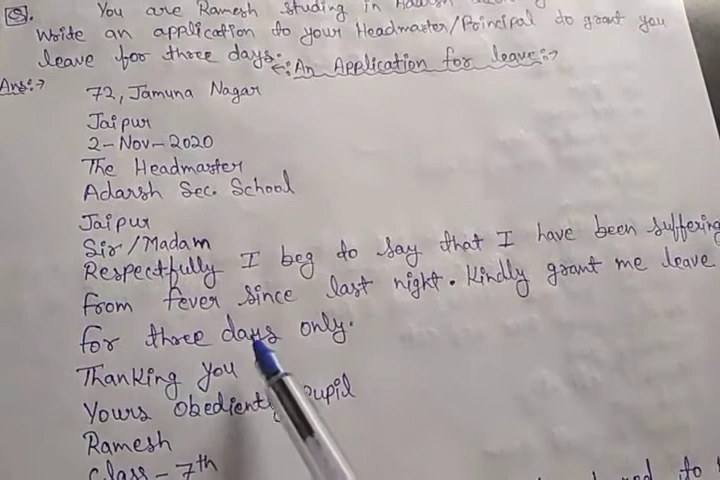 Q. You are Ramesh studing in Adarsh
Write an application to your Headmaster/Principal to grant you
leave for three days.
An Application for leave:→
Ans:→
72, Jamuna Nagar
Jaipur
2-Nov-2020
The Headmaster
Adarsh Sec. School
Jaipur
Sir/Madam
Respectfully I beg to say that I have been suffering
from fever since last night. Kindly grant me leave
for three days only.
Thanking you
Yours Obedient pupil
Ramesh
Class - 7th